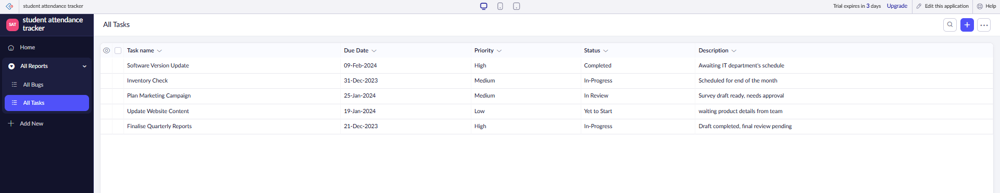 student attendance tracker
Trial expires in 3 days Upgrade Edit this application Help
SAT student attendance tracker
All Tasks
Home
All Reports
All Bugs
All Tasks
Add New
Task name Due Date Priority Status Description
Software Version Update 09-Feb-2024 High Completed Awaiting IT department's schedule
Inventory Check 31-Dec-2023 Medium In-Progress Scheduled for end of the month
Plan Marketing Campaign 25-Jan-2024 Medium In Review Survey draft ready, needs approval
Update Website Content 19-Jan-2024 Low Yet to Start waiting product details from team
Finalise Quarterly Reports 21-Dec-2023 High In-Progress Draft completed, final review pending